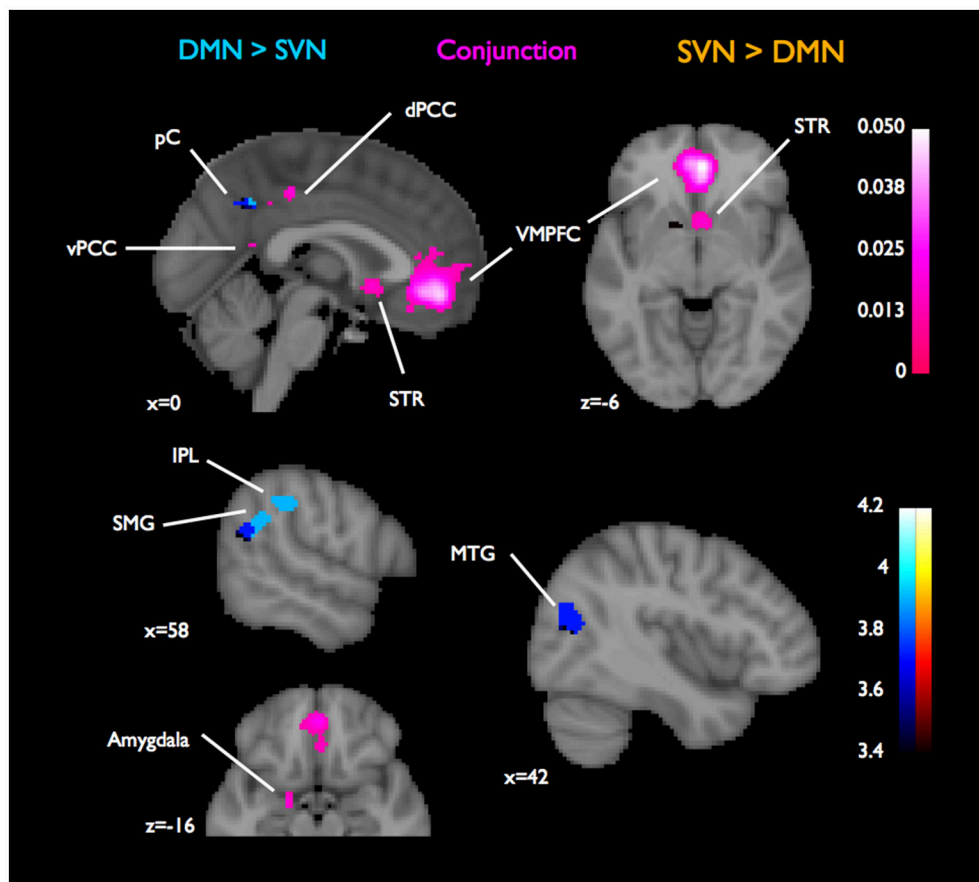 DMN > SVN
Conjunction
SVN > DMN
dPCC
pC
vPCC
STR
x=0
VMPFC
STR
z=-6
0.050
0.038
0.025
0.013
0
IPL
SMG
x=58
MTG
x=42
4.2
4
3.8
3.6
3.4
Amygdala
z=-16